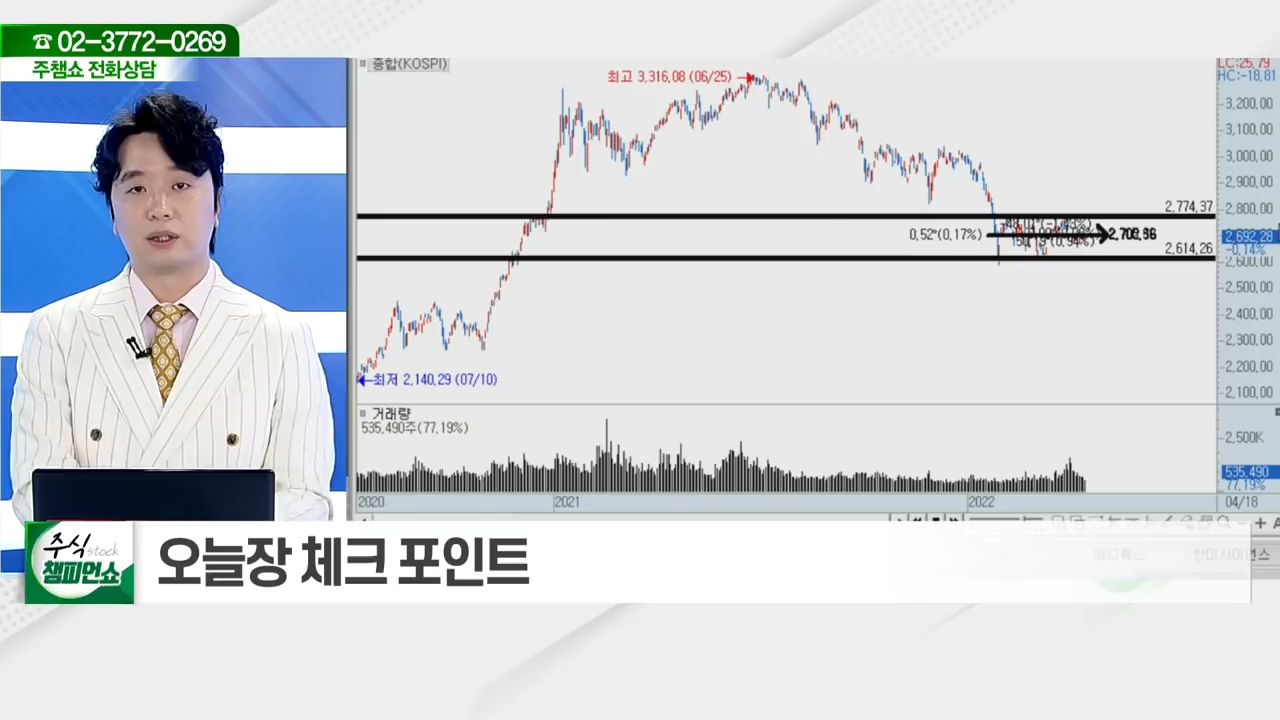 ☎ 02-3772-0269
주챔쇼 전화상담
종합(KOSPI)
최고 3,316,08 (06/25)
LC:25,79
HC:-18,81
3,200,00
3,100,00
3,000,00
2,900,00
2,800,00
2,774,37
0,52*(0,17%)
2,692,28
-0,14%
2,614,26
2,600,00
2,500,00
2,400,00
2,300,00
2,200,00
2,100,00
최저 2,140,29 (07/10)
거래량
535,490주(77,19%)
2,500K
535,490
77,19%
2020
2021
2022
04/18
주식 stock
챔피언쇼
오늘장 체크 포인트